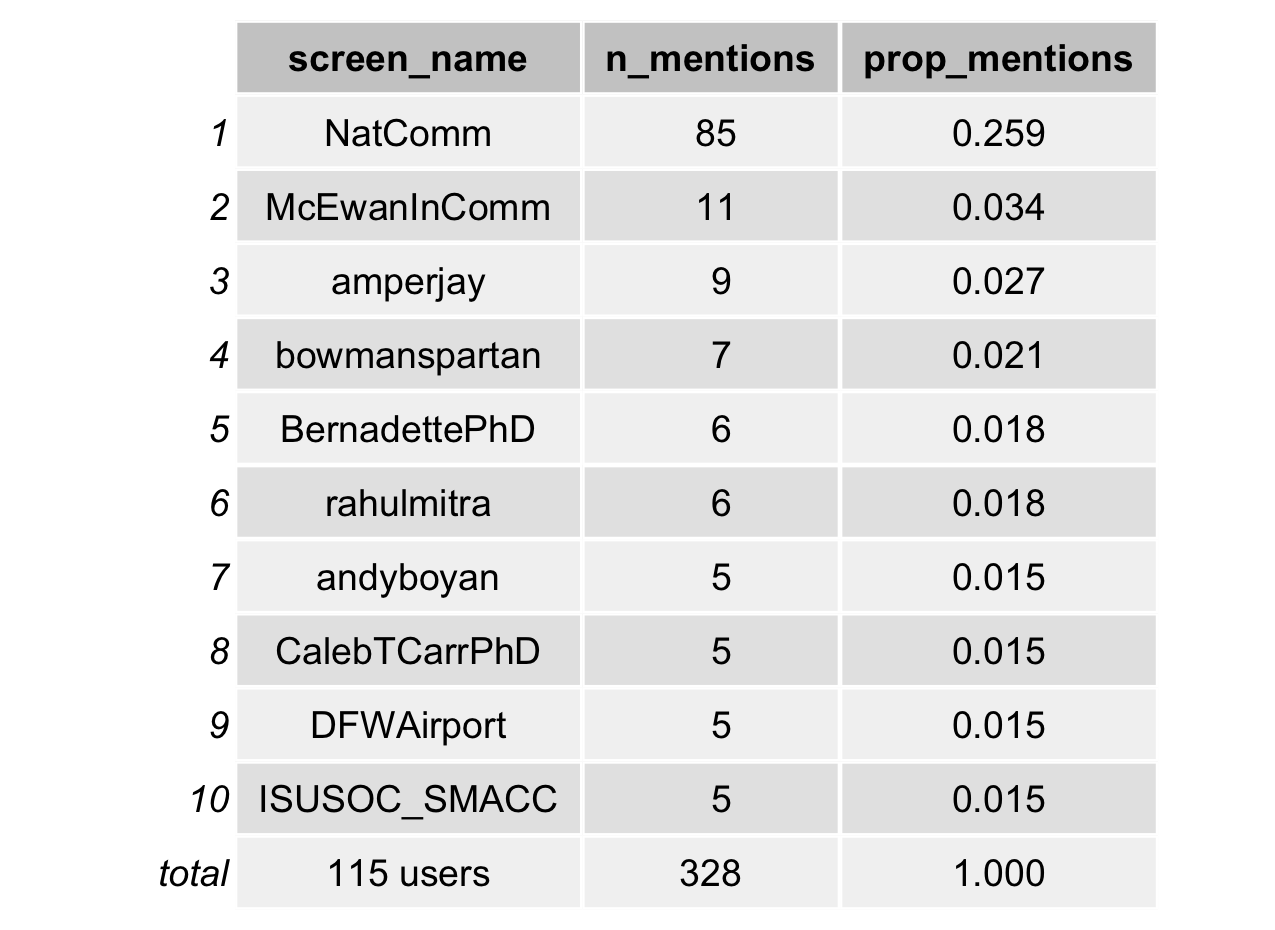 screen_name n_mentions prop_mentions
1 NatComm 85 0.259
2 McEwanInComm 11 0.034
3 amperjay 9 0.027
4 bowmanspartan 7 0.021
5 BernadettePhD 6 0.018
6 rahulmitra 6 0.018
7 andyboyan 5 0.015
8 CalebTCarrPhD 5 0.015
9 DFWAirport 5 0.015
10 ISUSOC_SMACC 5 0.015
total 115 users 328 1.000